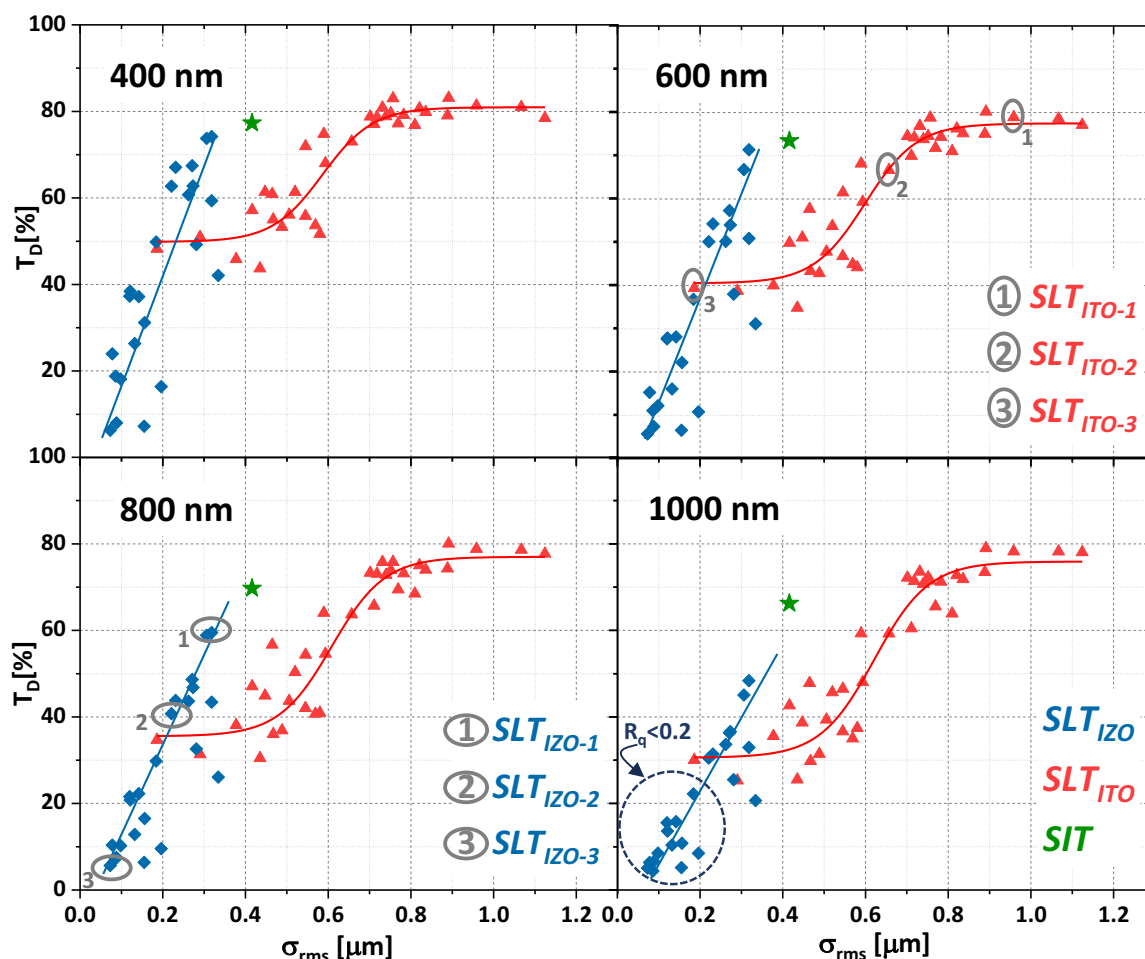 100
80
60
40
20
100
80
60
40
20
0
T_D[%]
T_D[%]
400 nm
600 nm
1
2
3
1 SLT_ITO-1
2 SLT_ITO-2
3 SLT_ITO-3
800 nm
1
2
3
1 SLT_IZO-1
2 SLT_IZO-2
3 SLT_IZO-3
1000 nm
R_q<0.2
SLT_IZO
SLT_ITO
SIT
0.0 0.2 0.4 0.6 0.8 1.0 1.2
0.0 0.2 0.4 0.6 0.8 1.0 1.2
σ_rms [μm]
σ_rms [μm]